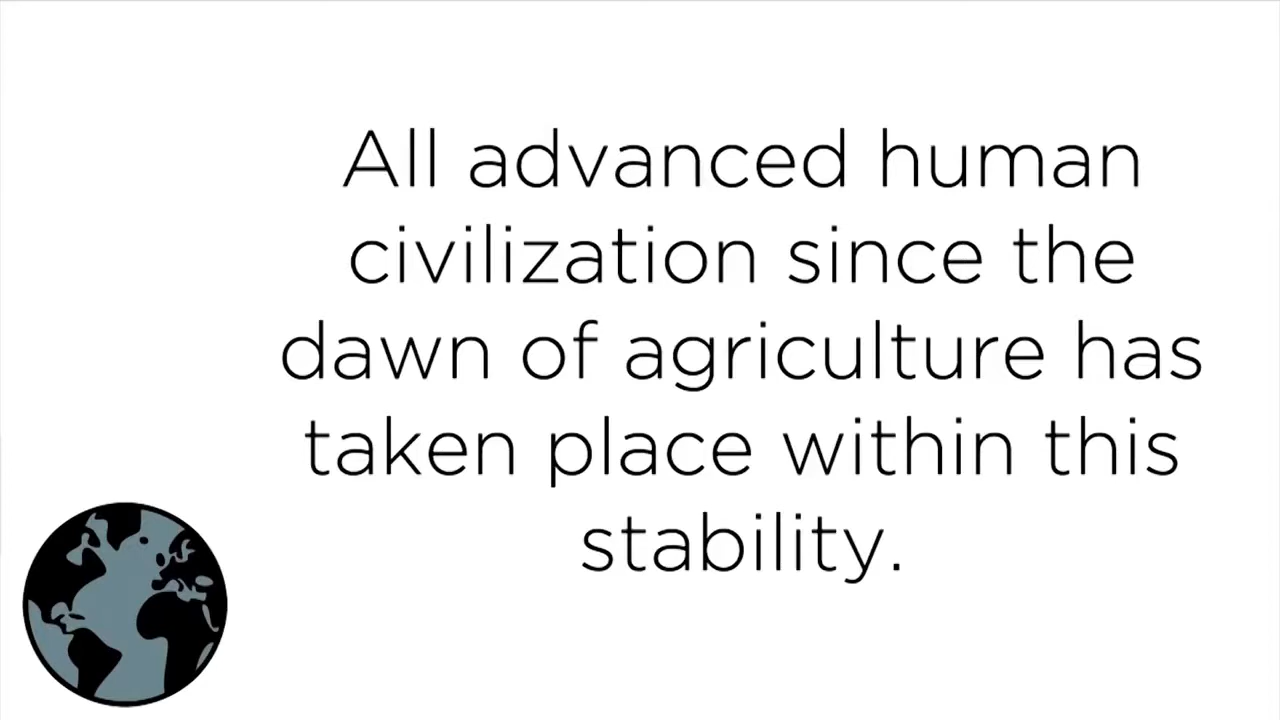 All advanced human
civilization since the
dawn of agriculture has
taken place within this
stability.